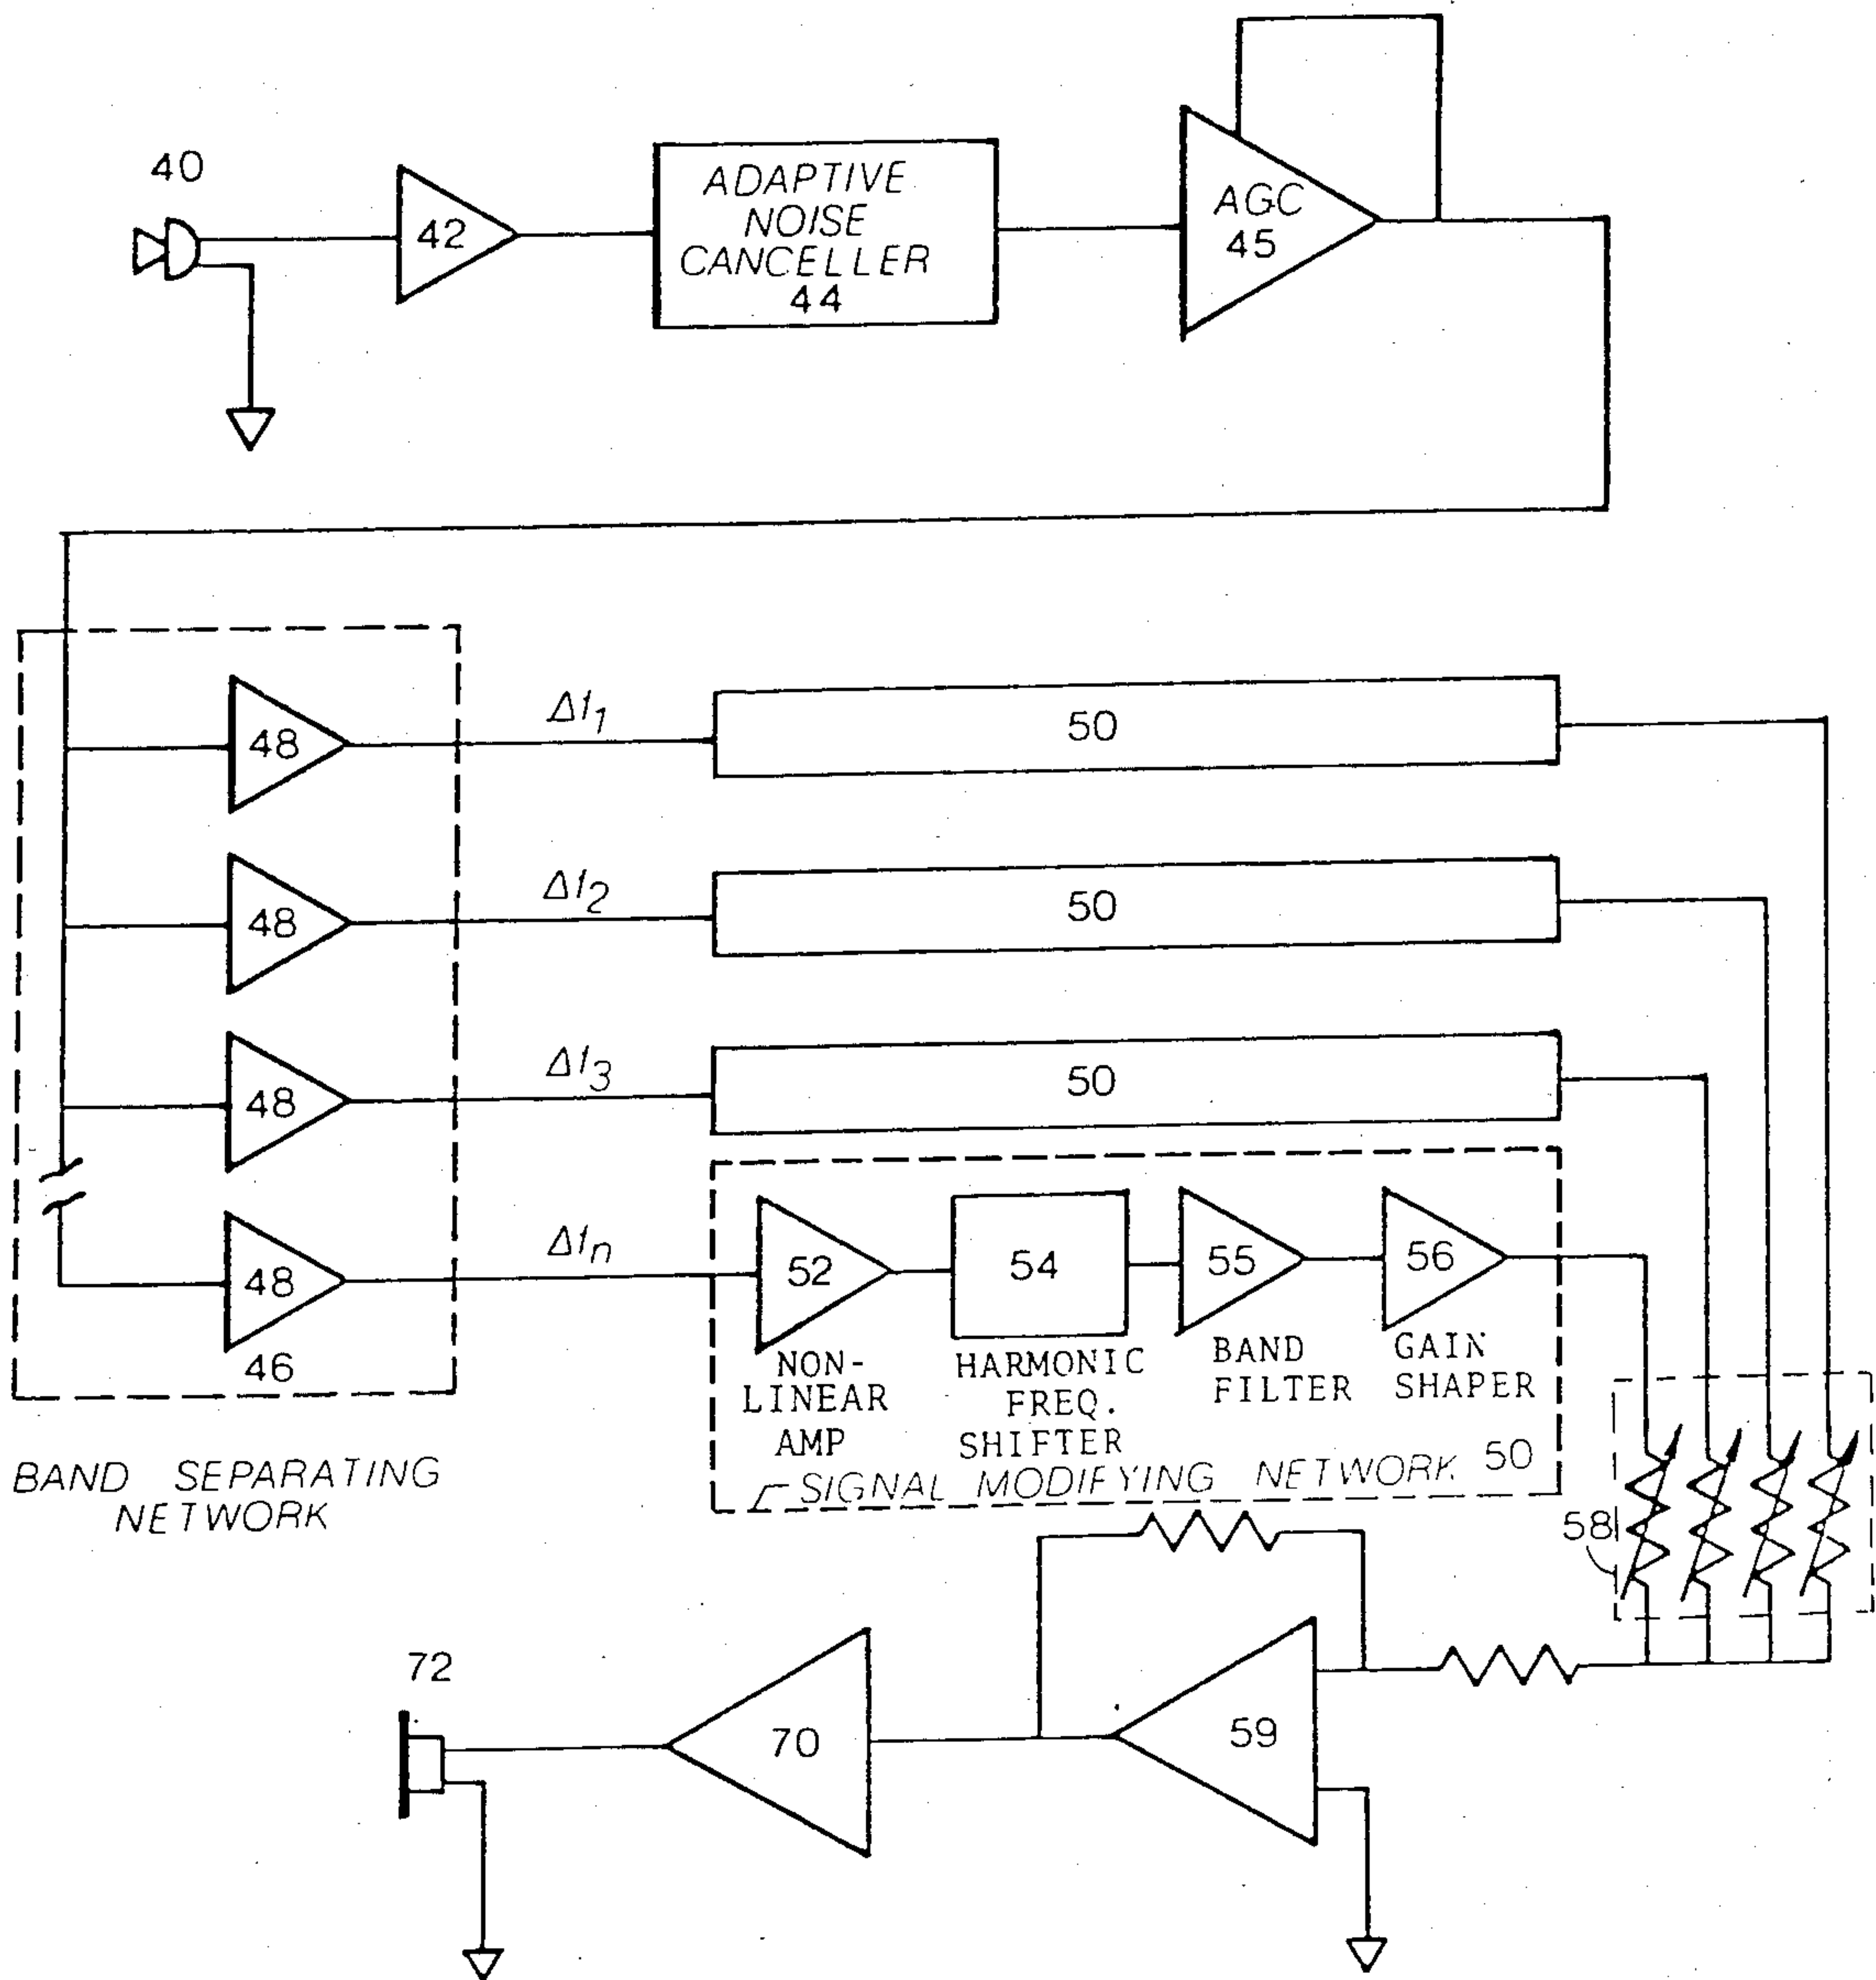 40
42
ADAPTIVE
NOISE
CANCELLER
44
AGC
45
48
Δf1
50
48
Δf2
50
48
Δf3
50
48
46
Δfn
52
54
55
56
NON-
LINEAR
AMP
HARMONIC
FREQ.
SHIFTER
BAND
FILTER
GAIN
SHAPER
SIGNAL MODIFYING NETWORK 50
BAND SEPARATING
NETWORK
58
72
70
59